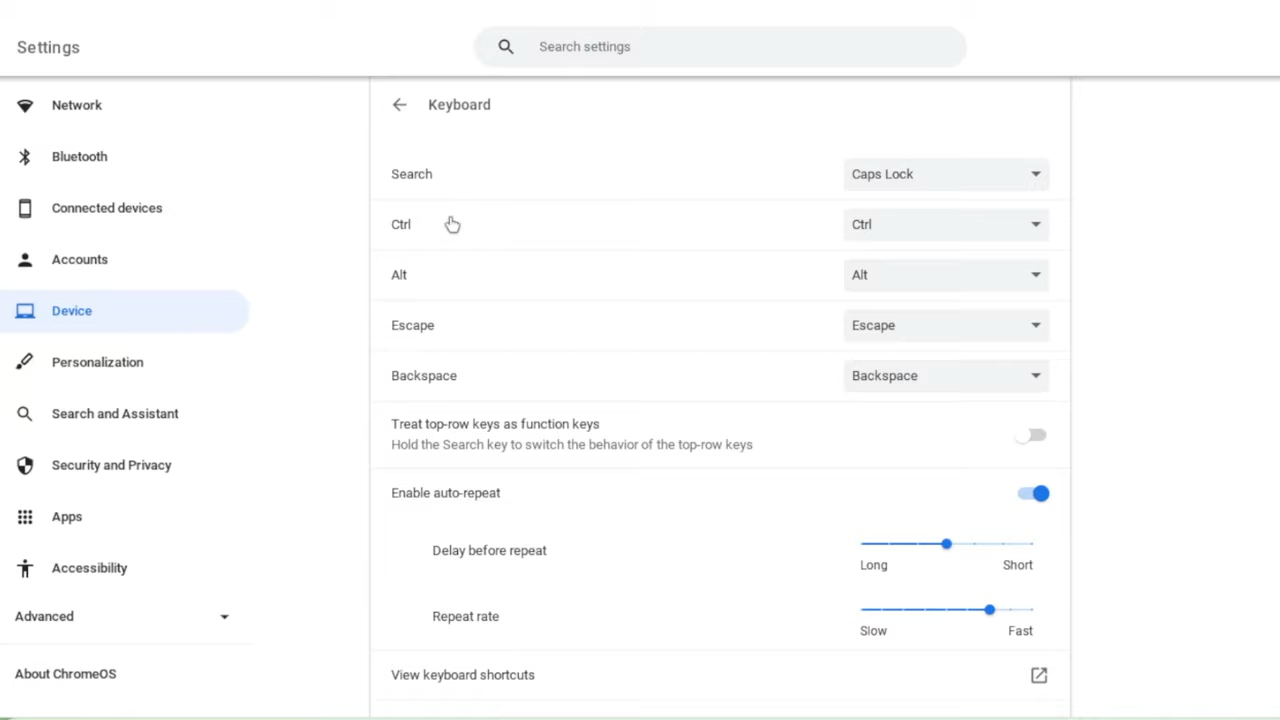 Settings
Search settings
Network
Bluetooth
Connected devices
Accounts
Device
Personalization
Search and Assistant
Security and Privacy
Apps
Accessibility
Advanced
About ChromeOS
Keyboard
Search Caps Lock
Ctrl Ctrl
Alt Alt
Escape Escape
Backspace Backspace
Treat top-row keys as function keys
Hold the Search key to switch the behavior of the top-row keys
Enable auto-repeat
Delay before repeat
Long Short
Repeat rate
Slow Fast
View keyboard shortcuts